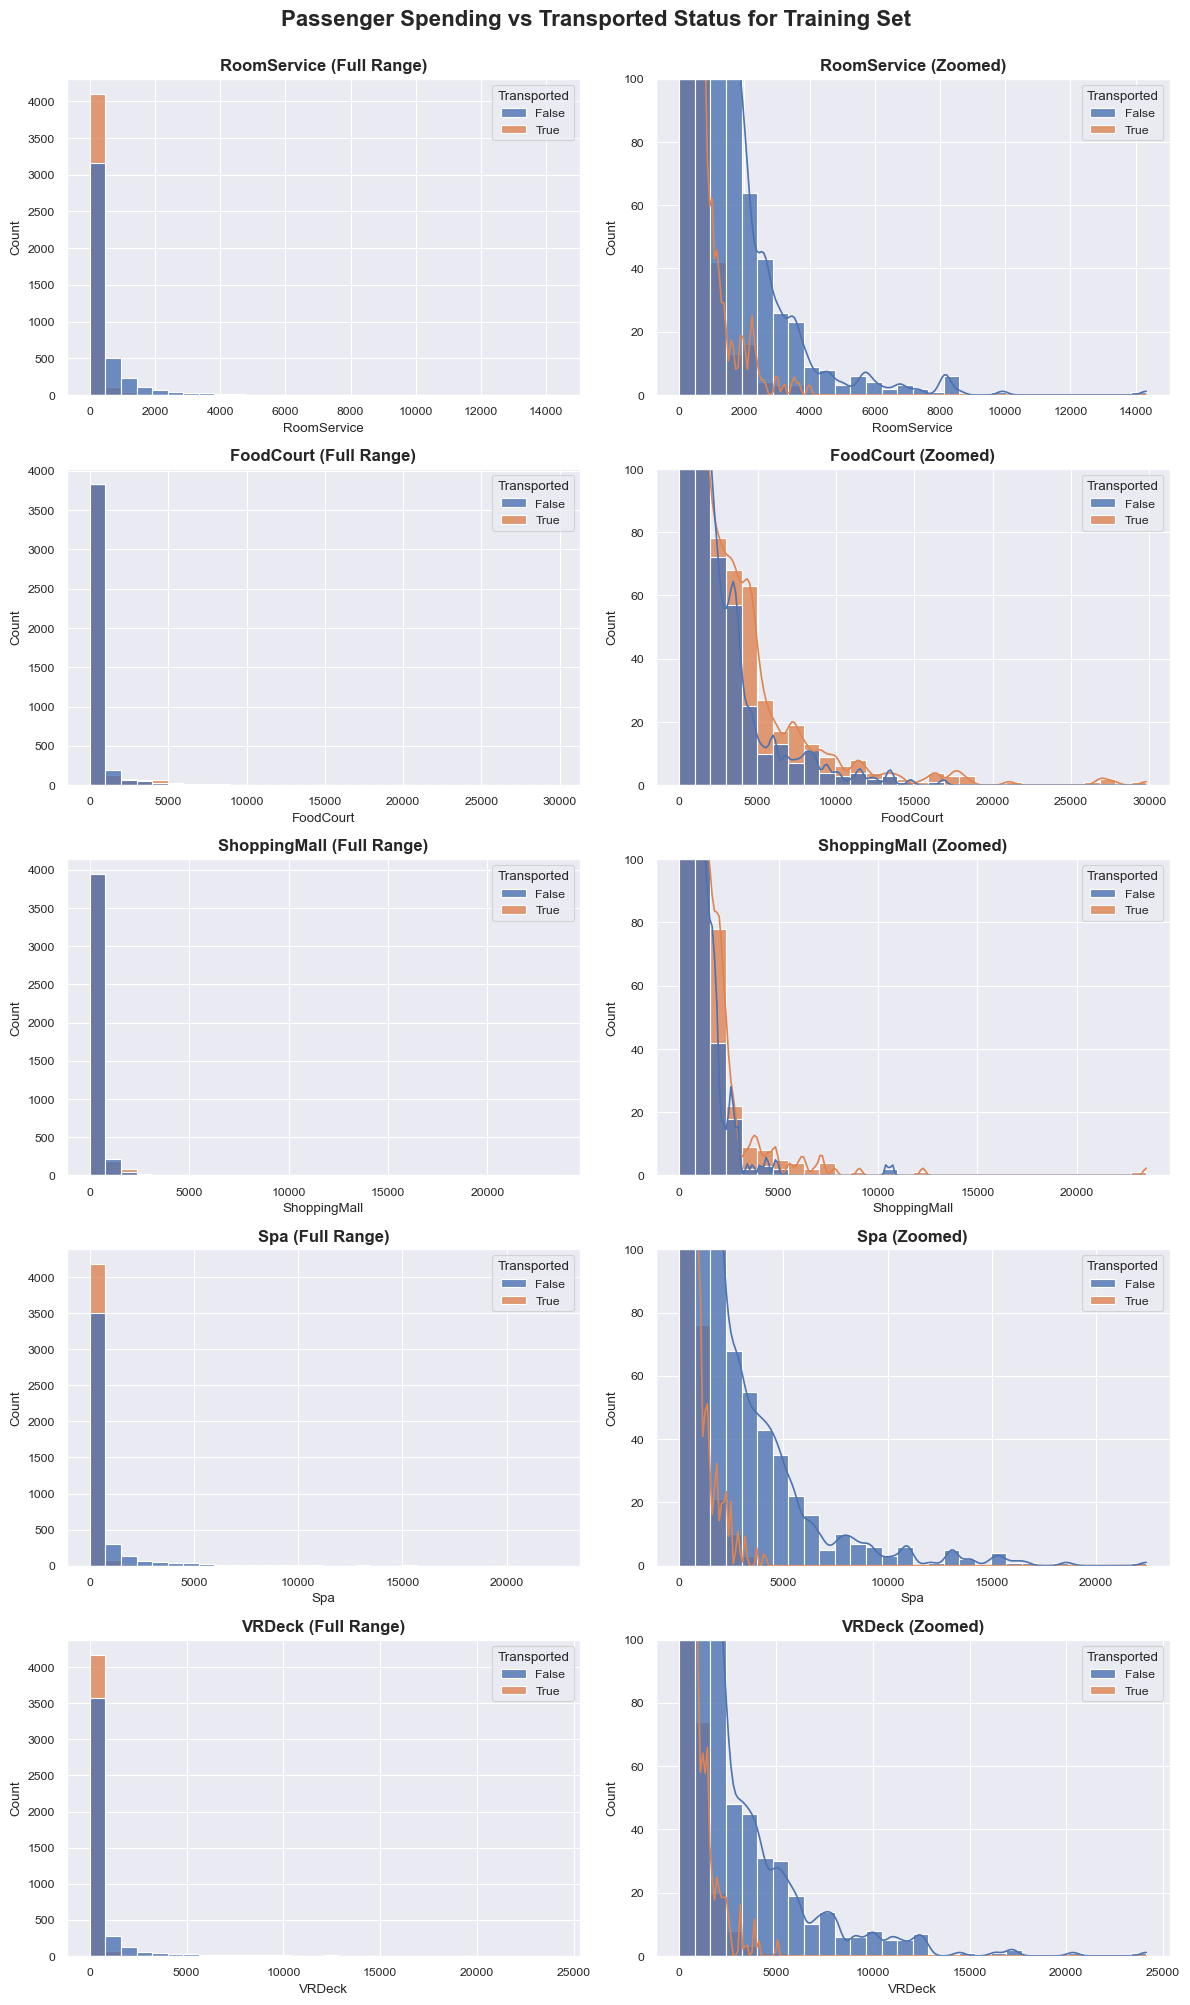 Passenger Spending vs Transported Status for Training Set
RoomService (Full Range)
Count
4000
3500
3000
2500
2000
1500
1000
500
0
0 2000 4000 6000 8000 10000 12000 14000
RoomService
Transported
False
True
RoomService (Zoomed)
Count
100
80
60
40
20
0
0 2000 4000 6000 8000 10000 12000 14000
RoomService
Transported
False
True
FoodCourt (Full Range)
Count
4000
3500
3000
2500
2000
1500
1000
500
0
0 5000 10000 15000 20000 25000 30000
FoodCourt
Transported
False
True
FoodCourt (Zoomed)
Count
100
80
60
40
20
0
0 5000 10000 15000 20000 25000 30000
FoodCourt
Transported
False
True
ShoppingMall (Full Range)
Count
4000
3500
3000
2500
2000
1500
1000
500
0
0 5000 10000 15000 20000
ShoppingMall
Transported
False
True
ShoppingMall (Zoomed)
Count
100
80
60
40
20
0
0 5000 10000 15000 20000
ShoppingMall
Transported
False
True
Spa (Full Range)
Count
4000
3500
3000
2500
2000
1500
1000
500
0
0 5000 10000 15000 20000
Spa
Transported
False
True
Spa (Zoomed)
Count
100
80
60
40
20
0
0 5000 10000 15000 20000
Spa
Transported
False
True
VRDeck (Full Range)
Count
4000
3500
3000
2500
2000
1500
1000
500
0
0 5000 10000 15000 20000 25000
VRDeck
Transported
False
True
VRDeck (Zoomed)
Count
100
80
60
40
20
0
0 5000 10000 15000 20000 25000
VRDeck
Transported
False
True